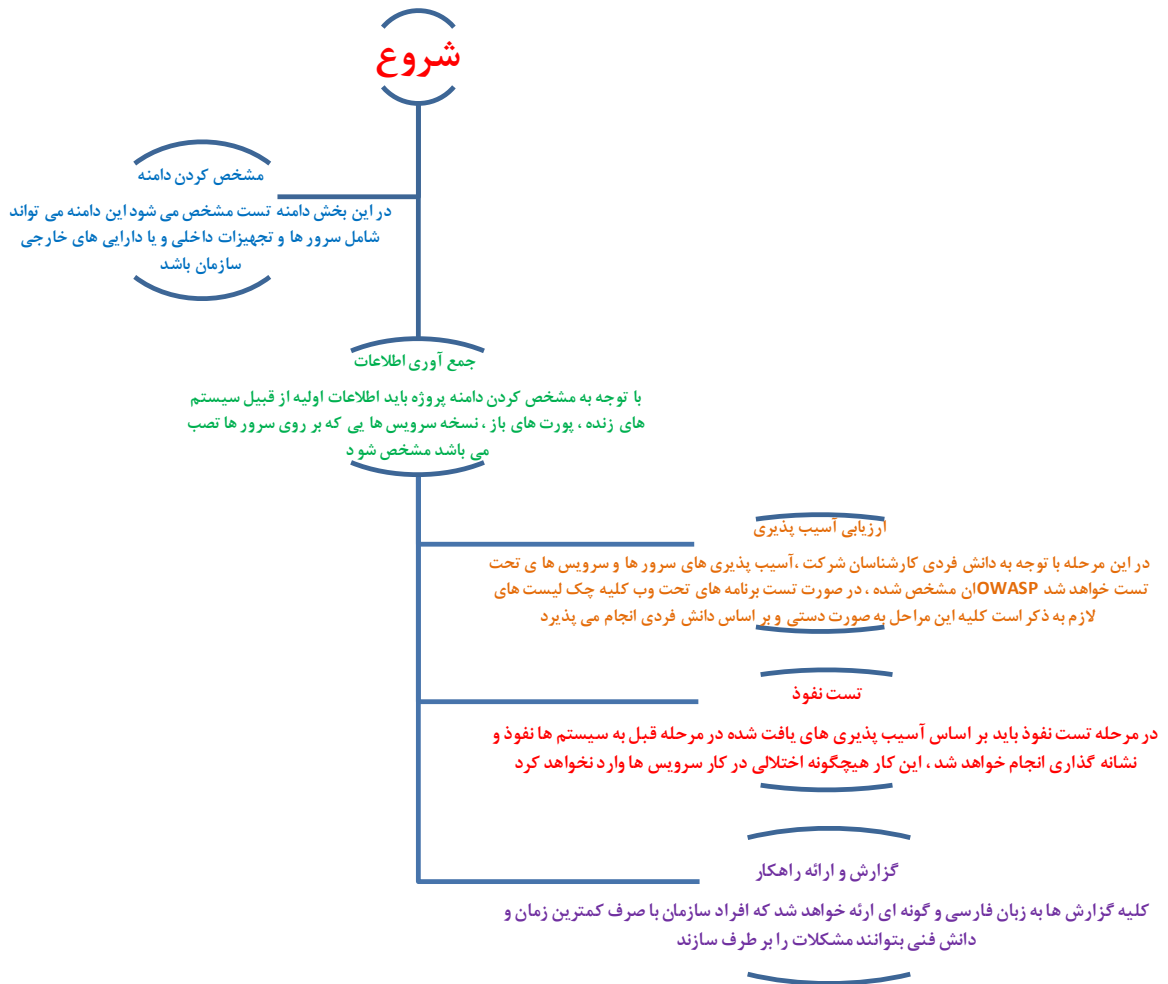 شروع
مشخص کردن دامنه
در این بخش دامنه تست مشخص می شود این دامنه می تواند
شامل سرور ها و تجهیزات داخلی و یا دارایی های خارجی
سازمان باشد
جمع آوری اطلاعات
با توجه به مشخص کردن دامنه پروژه باید اطلاعات اولیه از قبیل سیستم
های زنده ، پورت های باز ، نسخه سرویس ها یی که بر روی سرور ها تصب
می باشد مشخص شو د
ارزیابی آسیب پذیری
در این مرحله با توجه به دانش فردی کارشناسان شرکت ،آسیب پذیری های سرور ها و سرویس ها ی تحت
تست خواهد شد OWASPان مشخص شده ، در صورت تست برنامه های تحت وب کلیه چک لیست های
لازم به ذکر است کلیه این مراحل به صورت دستی و بر اساس دانش فردی انجام می پذیرد
تست نفوذ
در مرحله تست نفوذ باید بر اساس آسیب پذیری های یافت شده در مرحله قبل به سیستم ها نفوذ و
نشانه گذاری انجام خواهد شد ، این کار هیچگونه اختلالی در کار سرویس ها وارد نخواهد کرد
گزارش و ارائه راهکار
کلیه گزارش ها به زبان فارسی و گونه ای ارئه خواهد شد که افراد سازمان با صرف کمترین زمان و
دانش فنی بتوانند مشکلات را بر طرف سازند